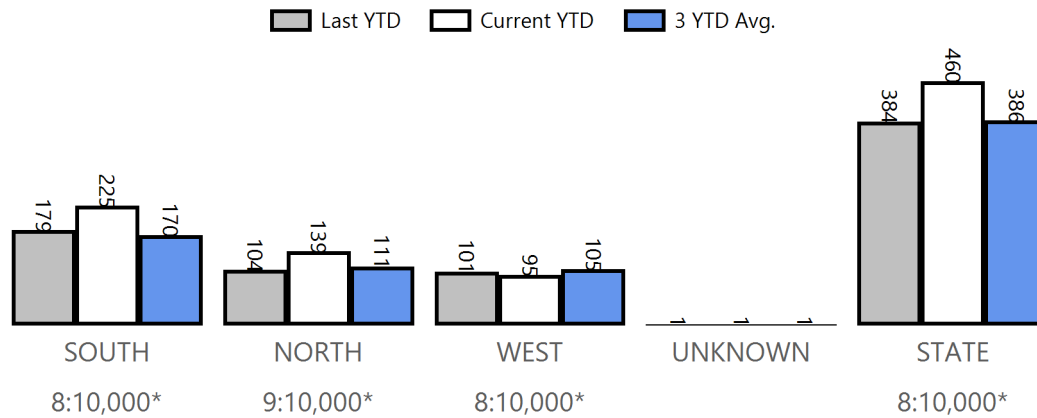 Last YTD Current YTD 3 YTD Avg.
179 225 170 104 139 111 101 95 105 1 1 1 384 460 386
SOUTH NORTH WEST UNKNOWN STATE
8:10,000* 9:10,000* 8:10,000* 8:10,000*